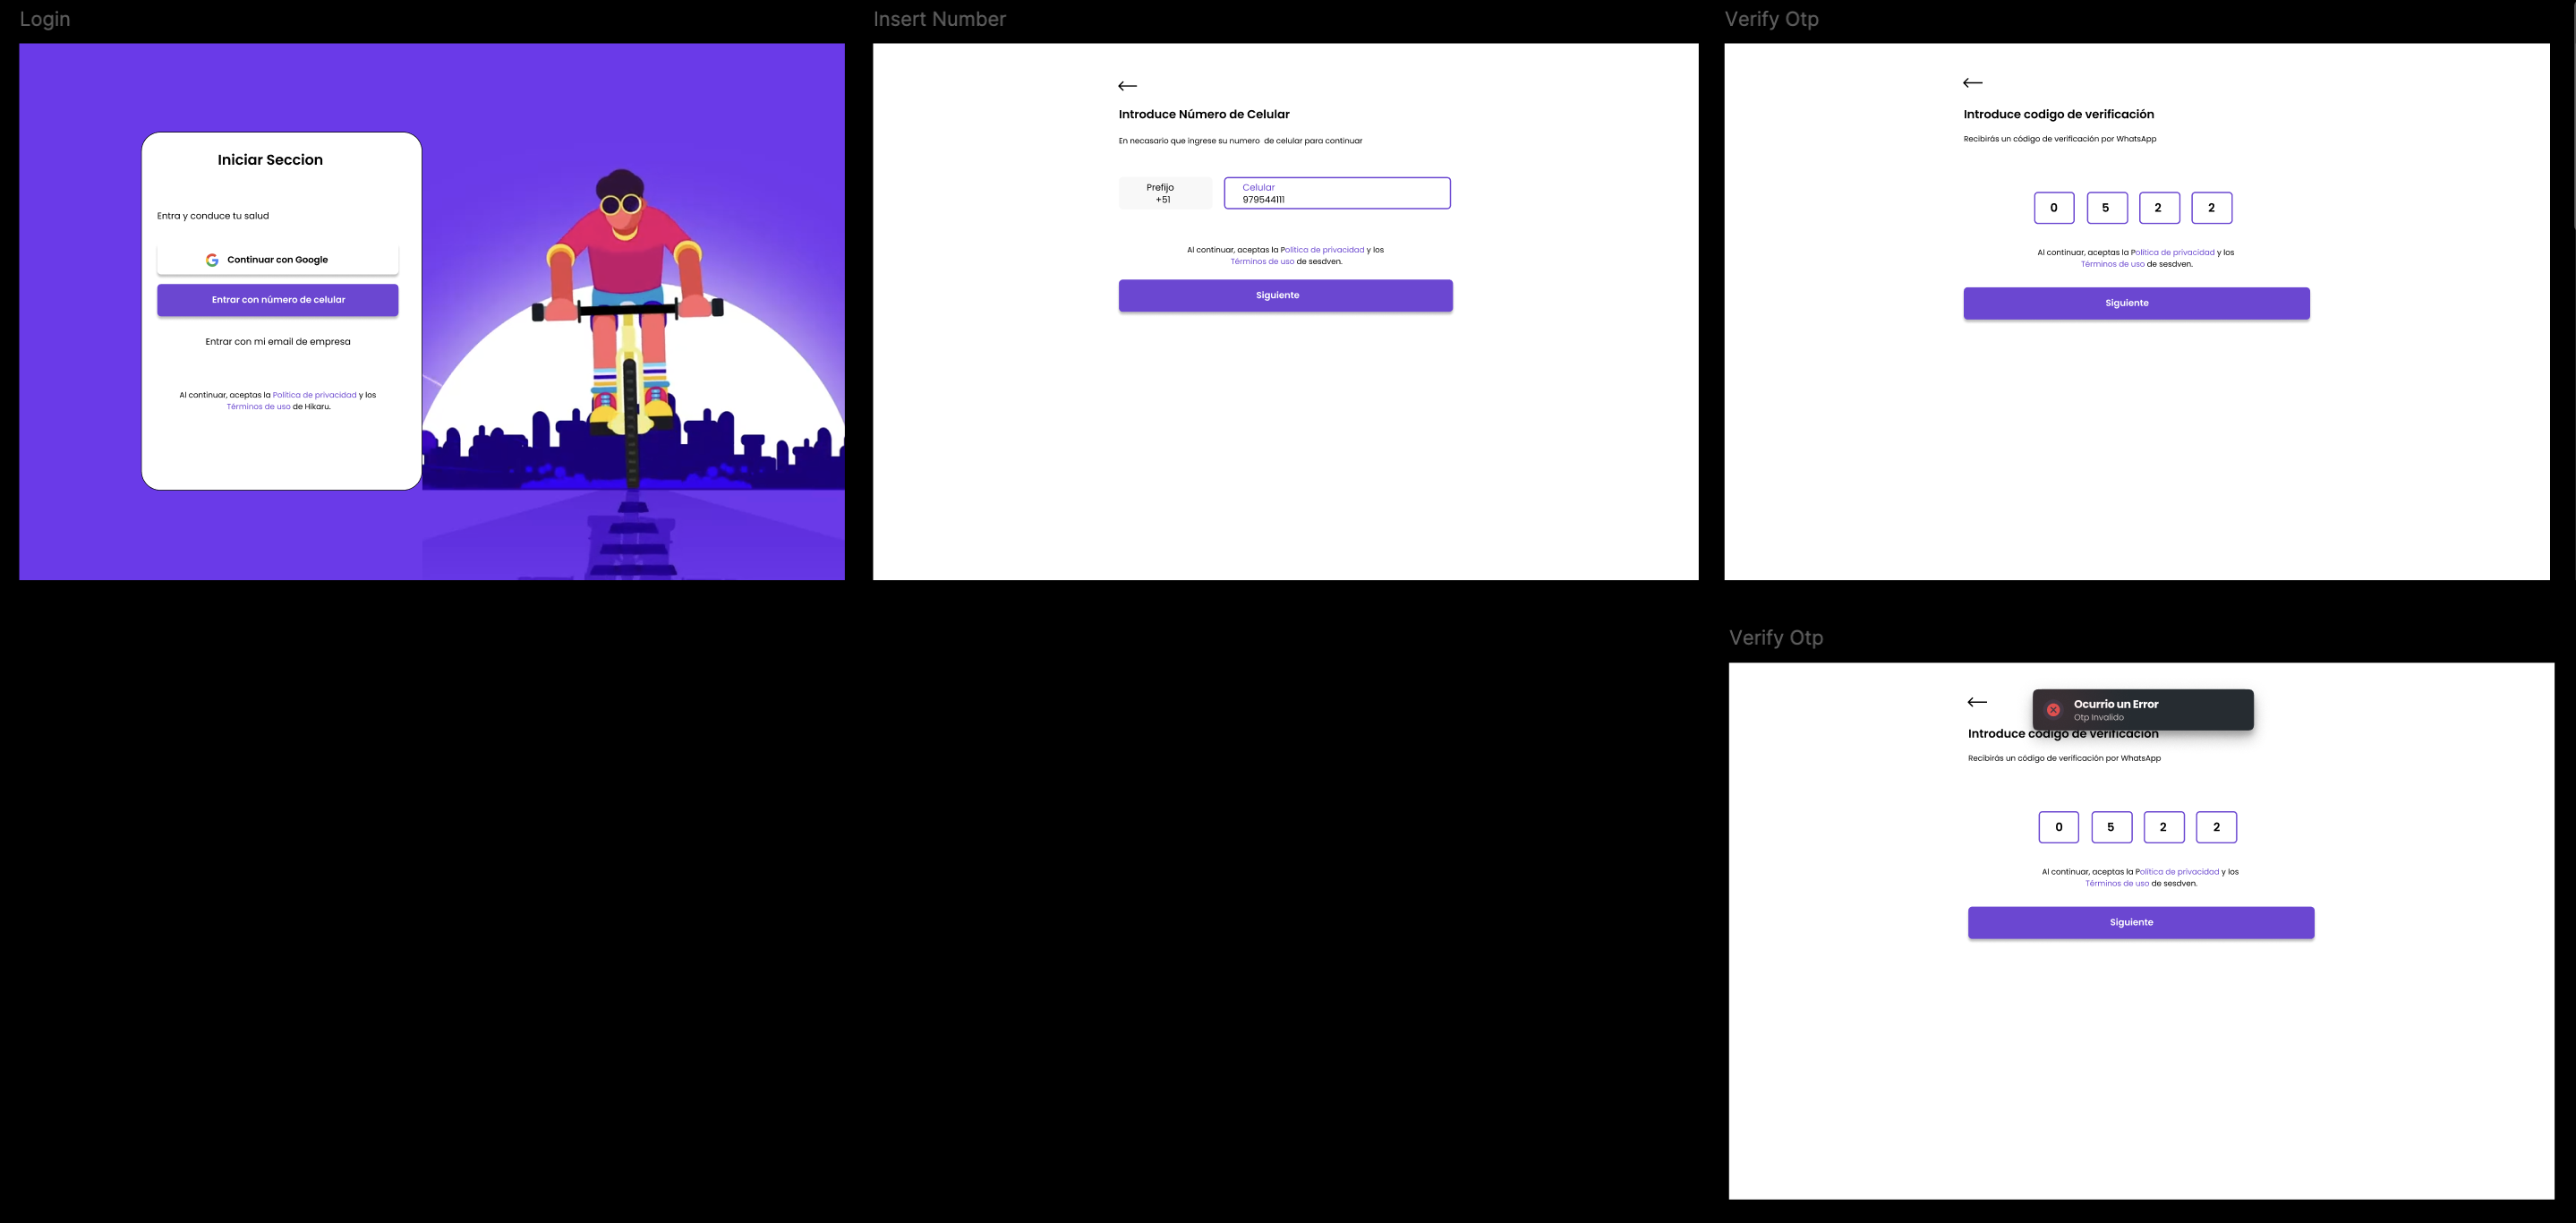 Login
Iniciar Seccion
Entra y conduce tu salud
Continuar con Google
Entrar con número de celular
Entrar con mi email de empresa
Al continuar, aceptas la Política de privacidad y los
Términos de uso de Hikaru.
Insert Number
Introduce Número de Celular
En necasario que ingrese su numero de celular para continuar
Prefijo
+51
Celular
979544111
Al continuar, aceptas la Política de privacidad y los
Términos de uso de sesdven.
Siguiente
Verify Otp
Introduce codigo de verificación
Recibirás un código de verificación por WhatsApp
0 5 2 2
Al continuar, aceptas la Política de privacidad y los
Términos de uso de sesdven.
Siguiente
Verify Otp
Ocurrio un Error
Otp Invalido
Introduce codigo de verificación
Recibirás un código de verificación por WhatsApp
0 5 2 2
Al continuar, aceptas la Política de privacidad y los
Términos de uso de sesdven.
Siguiente